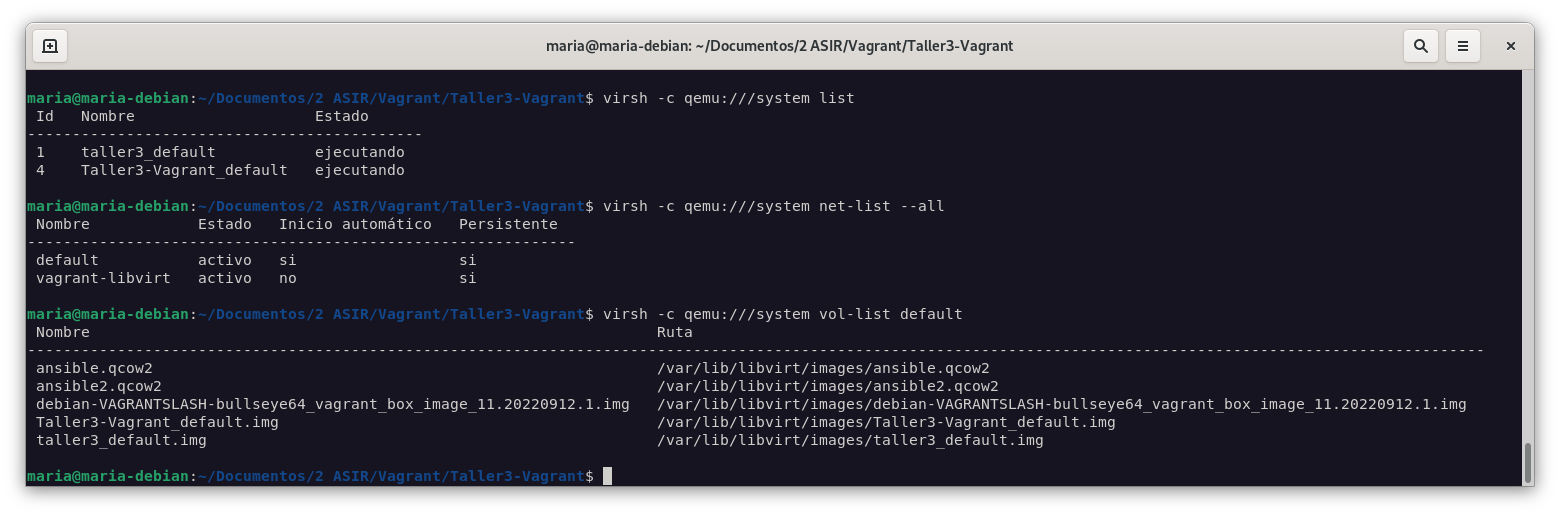 maria@maria-debian: ~/Documentos/2 ASIR/Vagrant/Taller3-Vagrant
maria@maria-debian:~/Documentos/2 ASIR/Vagrant/Taller3-Vagrant$ virsh -c qemu:///system list
 Id   Nombre                    Estado
--------------------------------------------
 1    taller3_default           ejecutando
 4    Taller3-Vagrant_default   ejecutando
maria@maria-debian:~/Documentos/2 ASIR/Vagrant/Taller3-Vagrant$ virsh -c qemu:///system net-list --all
 Nombre            Estado   Inicio automático   Persistente
-------------------------------------------------------------
 default           activo   si                  si
 vagrant-libvirt   activo   no                  si
maria@maria-debian:~/Documentos/2 ASIR/Vagrant/Taller3-Vagrant$ virsh -c qemu:///system vol-list default
 Nombre                                                               Ruta
------------------------------------------------------------------------------------------------------------------------------------------------------------------
 ansible.qcow2                                                        /var/lib/libvirt/images/ansible.qcow2
 ansible2.qcow2                                                       /var/lib/libvirt/images/ansible2.qcow2
 debian-VAGRANTSLASH-bullseye64_vagrant_box_image_11.20220912.1.img   /var/lib/libvirt/images/debian-VAGRANTSLASH-bullseye64_vagrant_box_image_11.20220912.1.img
 Taller3-Vagrant_default.img                                          /var/lib/libvirt/images/Taller3-Vagrant_default.img
 taller3_default.img                                                  /var/lib/libvirt/images/taller3_default.img
maria@maria-debian:~/Documentos/2 ASIR/Vagrant/Taller3-Vagrant$